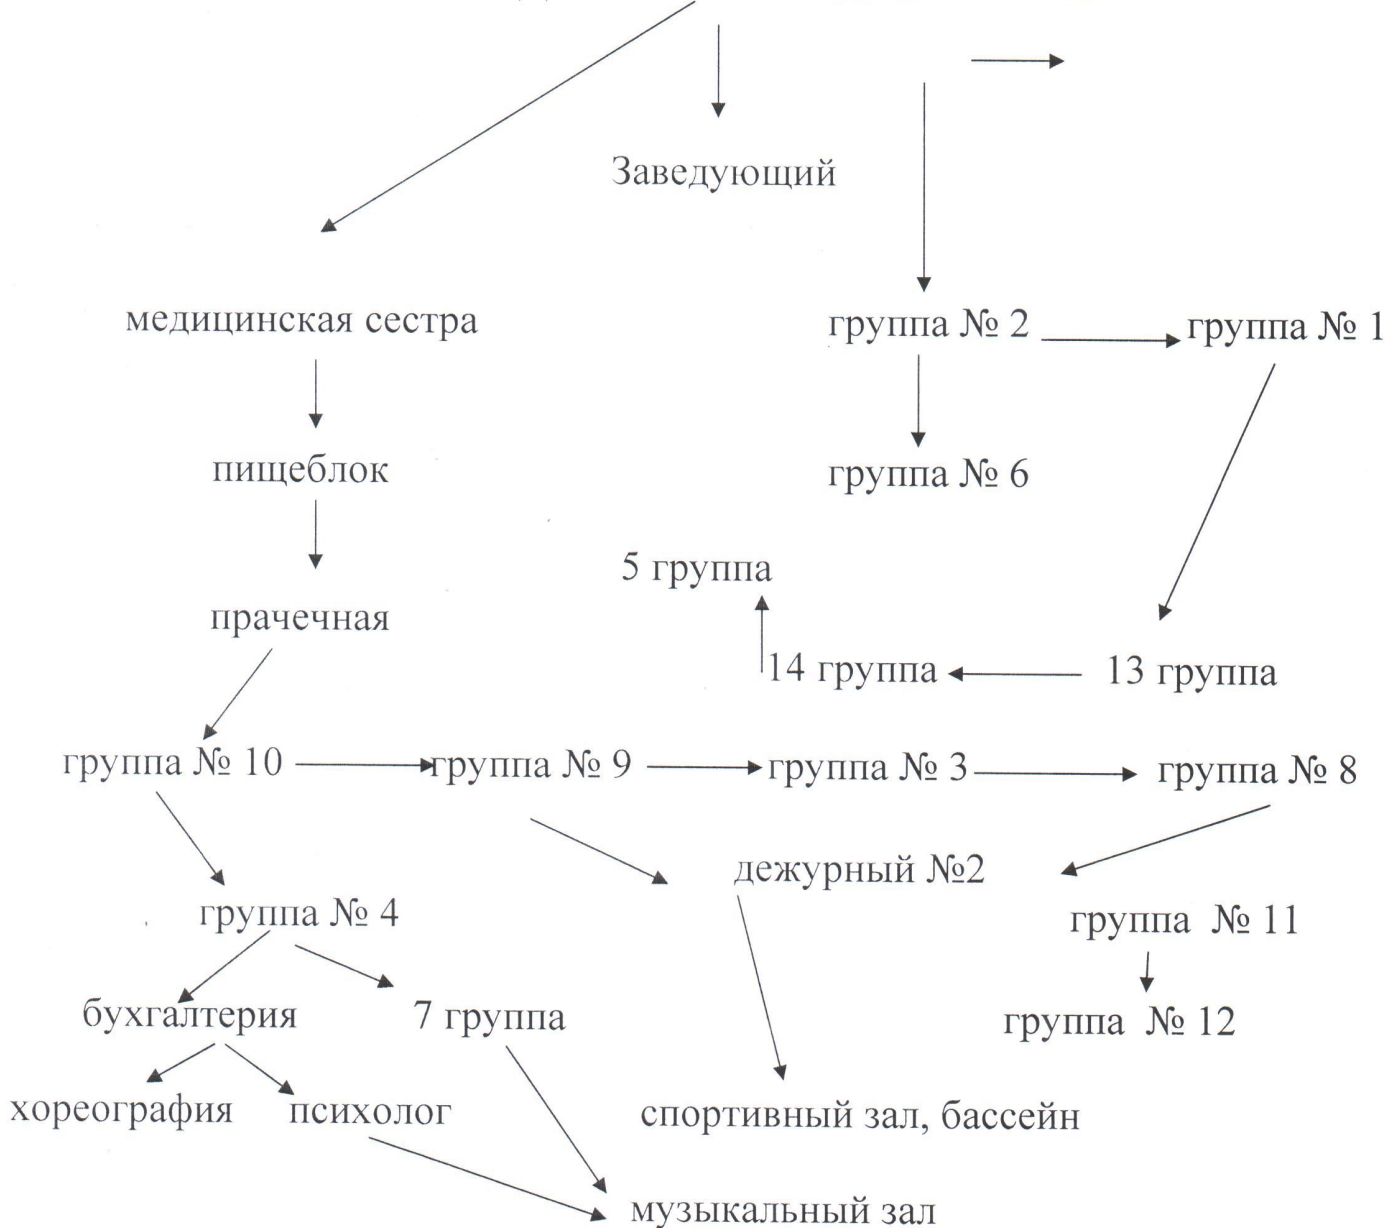 Заведующий
медицинская сестра
группа № 2
группа № 1
пищеблок
группа № 6
5 группа
прачечная
14 группа
13 группа
группа № 10
группа № 9
группа № 3
группа № 8
дежурный №2
группа № 4
группа № 11
бухгалтерия
7 группа
группа № 12
хореография
психолог
спортивный зал, бассейн
музыкальный зал